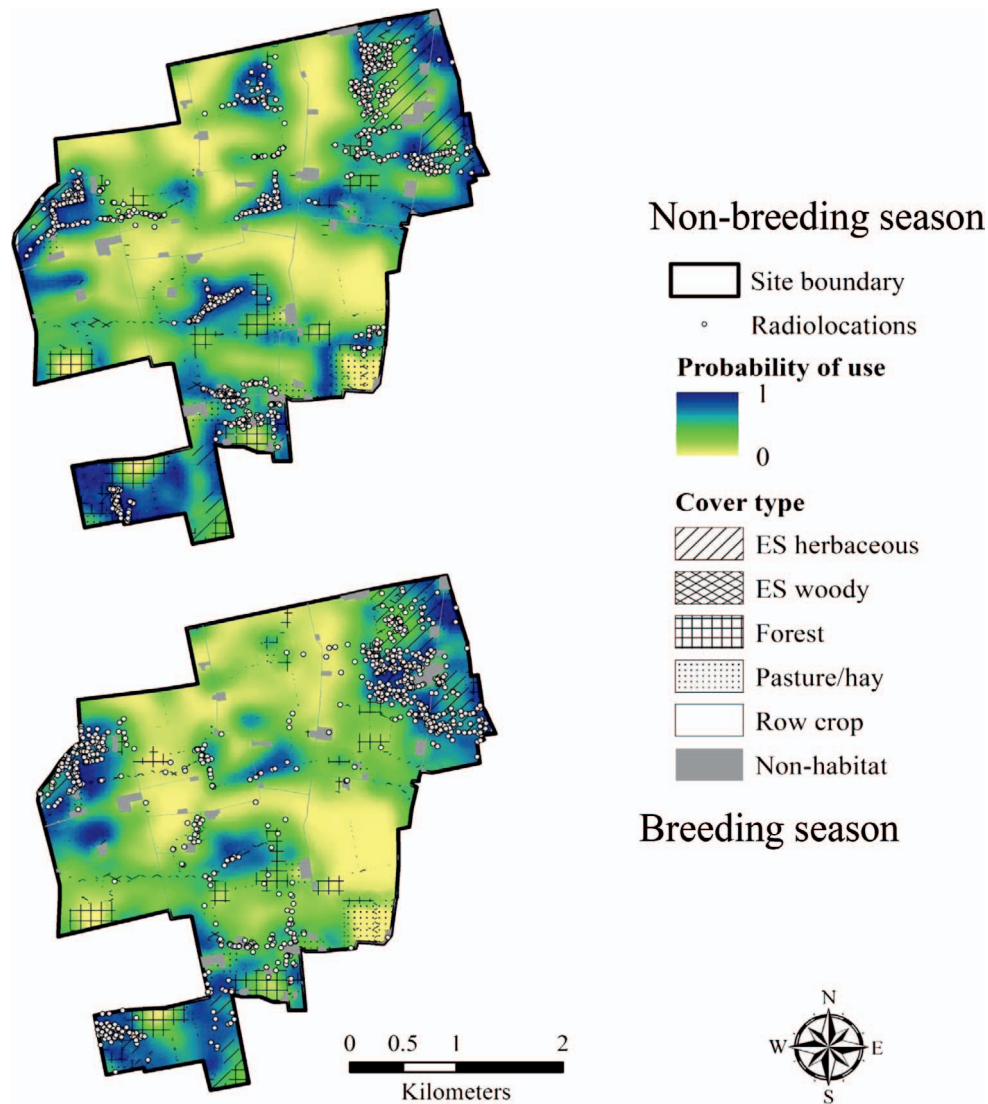 Non-breeding season
Site boundary
Radiolocations
Probability of use
1
0
Cover type
ES herbaceous
ES woody
Forest
Pasture/hay
Row crop
Non-habitat
Breeding season
0 0.5 1 2
Kilometers
N
W E
S